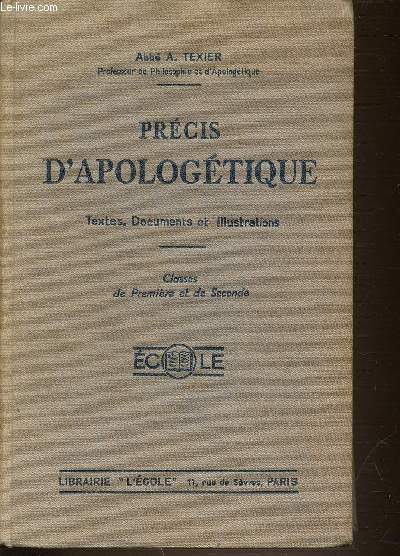 © le-livre.com
Abbé A. TEXIER
Professeur de Philosophie et d'Apologétique
PRÉCIS
D'APOLOGÉTIQUE
Textes, Documents et Illustrations
Classes
de Première et de Seconde
ÉCOLE
LIBRAIRIE "L'ÉCOLE" 11, rue de Sèvres, PARIS